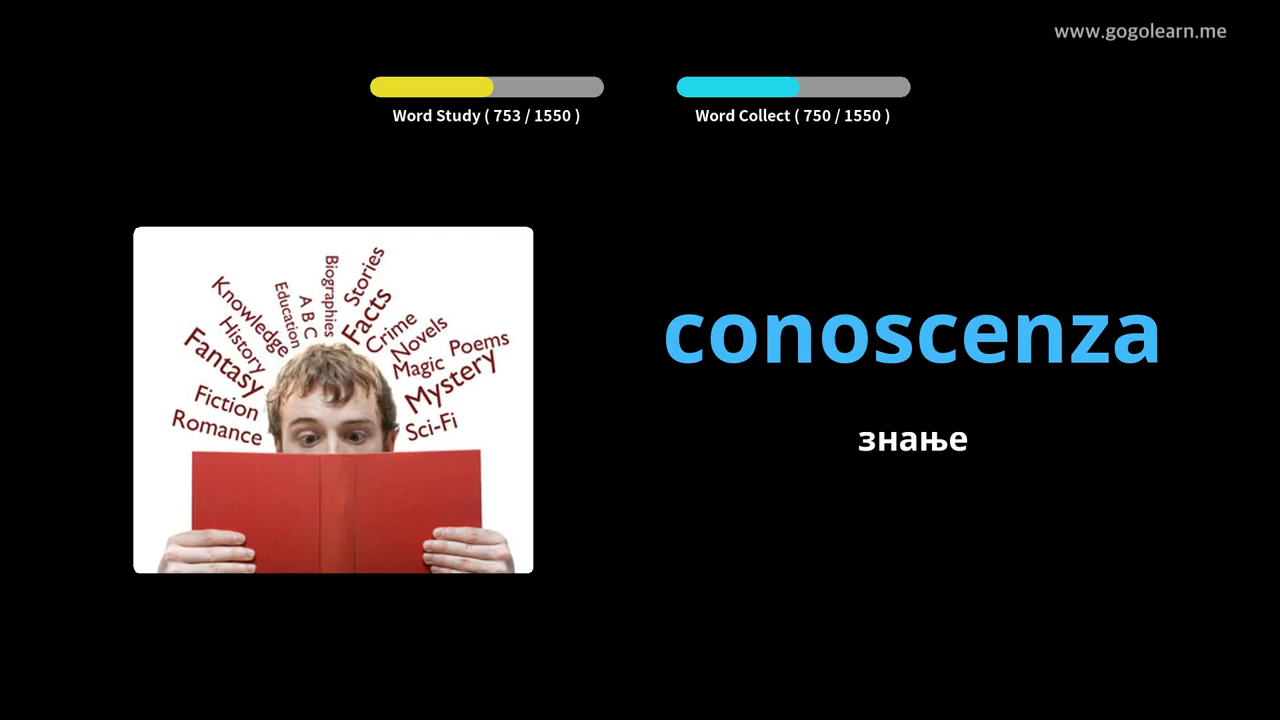 www.gogolearn.me
Word Study ( 753 / 1550 )
Word Collect ( 750 / 1550 )
Biographies
Stories
Knowledge
Education
A B C
Facts
History
Crime
Novels
Fantasy
Magic
Poems
Mystery
Fiction
Romance
Sci-Fi
conoscenza
знање